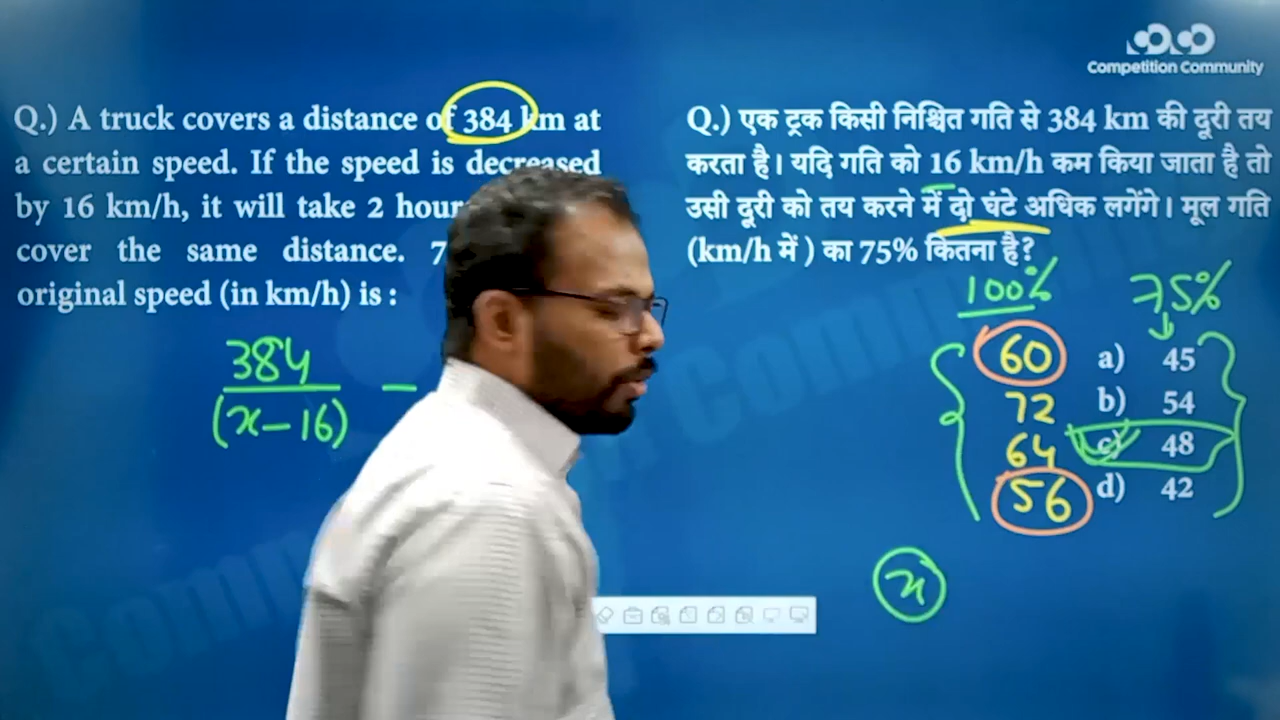 Competition Community
Q.) A truck covers a distance of 384 km at
a certain speed. If the speed is decreased
by 16 km/h, it will take 2 hour
cover the same distance. 7
original speed (in km/h) is :
Q.) एक ट्रक किसी निश्चित गति से 384 km की दूरी तय
करता है। यदि गति को 16 km/h कम किया जाता है तो
उसी दूरी को तय करने में दो घंटे अधिक लगेंगे। मूल गति
(km/h में ) का 75% कितना है?
100% 75%
60 a) 45
72 b) 54
64 c) 48
56 d) 42
384
(x-16) -
x